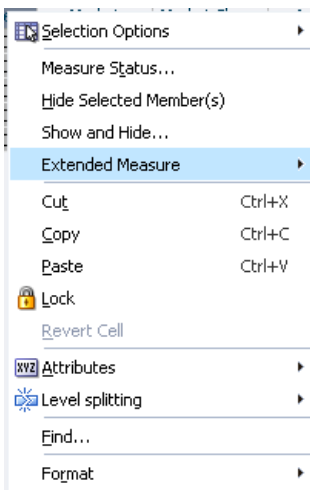 Selection Options
Measure Status...
Hide Selected Member(s)
Show and Hide...
Extended Measure
Cut Ctrl+X
Copy Ctrl+C
Paste Ctrl+V
Lock
Revert Cell
XYZ Attributes
Level splitting
Find...
Format